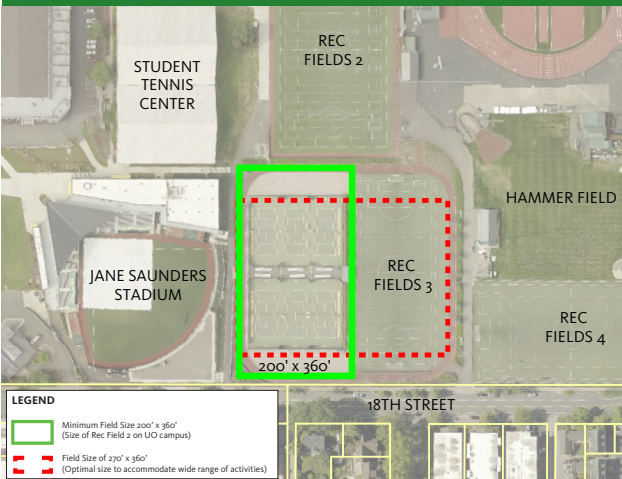 REC
FIELDS 2
STUDENT
TENNIS
CENTER
HAMMER FIELD
JANE SAUNDERS
STADIUM
REC
FIELDS 3
REC
FIELDS 4
200' x 360'
18TH STREET
LEGEND
Minimum Field Size 200' x 360'
(Size of Rec Field 2 on UO campus)
Field Size of 270' x 360'
(Optimal size to accommodate wide range of activities)